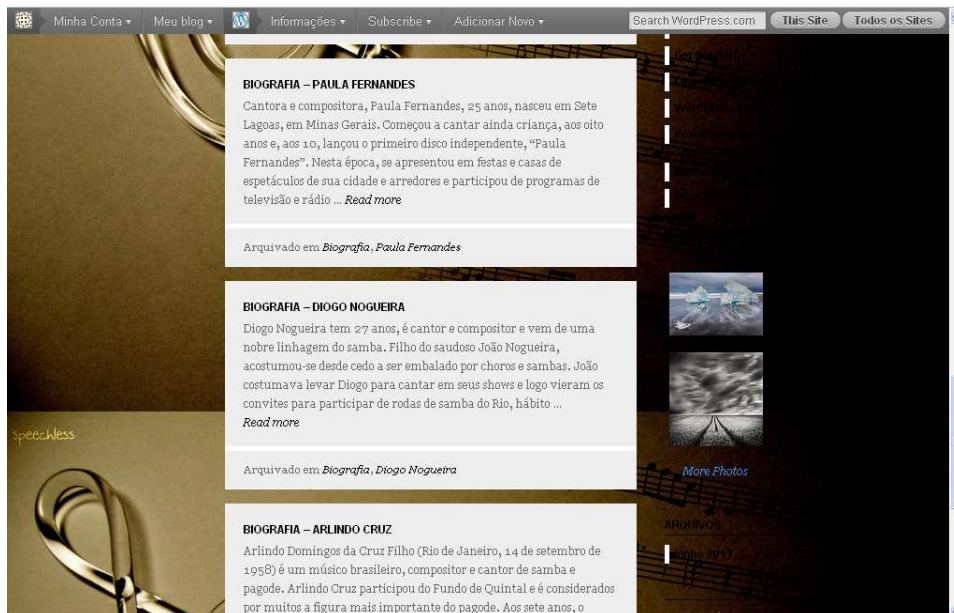 Minha Conta ▾ Meu blog ▾ Informações ▾ Subscribe ▾ Adicionar Novo ▾ Search WordPress.com This Site Todos os Sites
BIOGRAFIA – PAULA FERNANDES
Cantora e compositora, Paula Fernandes, 25 anos, nasceu em Sete
Lagoas, em Minas Gerais. Começou a cantar ainda criança, aos oito
anos e, aos 10, lançou o primeiro disco independente, “Paula
Fernandes”. Nesta época, se apresentou em festas e casas de
espetáculos de sua cidade e arredores e participou de programas de
televisão e rádio ... Read more
Arquivado em Biografia, Paula Fernandes
BIOGRAFIA – DIOGO NOGUEIRA
Diogo Nogueira tem 27 anos, é cantor e compositor e vem de uma
nobre linhagem do samba. Filho do saudoso João Nogueira,
acostumou-se desde cedo a ser embalado por choros e sambas. João
costumava levar Diogo para cantar em seus shows e logo vieram os
convites para participar de rodas de samba do Rio, hábito ...
Read more
Arquivado em Biografia, Diogo Nogueira
BIOGRAFIA – ARLINDO CRUZ
Arlindo Domingos da Cruz Filho (Rio de Janeiro, 14 de setembro de
1958) é um músico brasileiro, compositor e cantor de samba e
pagode. Arlindo Cruz participou do Fundo de Quintal e é considerados
por muitos a figura mais importante do pagode. Aos sete anos, o
speechless
More Photos
ARQUIVOS
junho 2011